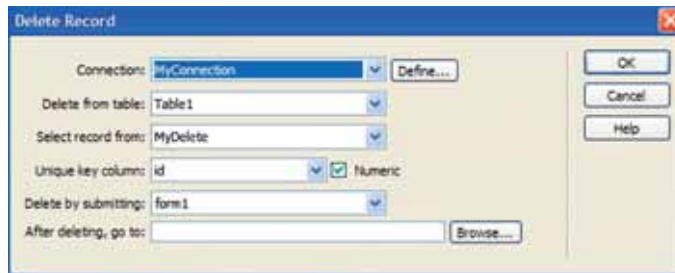 Delete Record
Connection: MyConnection Define... OK
Delete from table: Table1 Cancel
Select record from: MyDelete Help
Unique key column: id Numeric
Delete by submitting: form1
After deleting, go to: Browse...